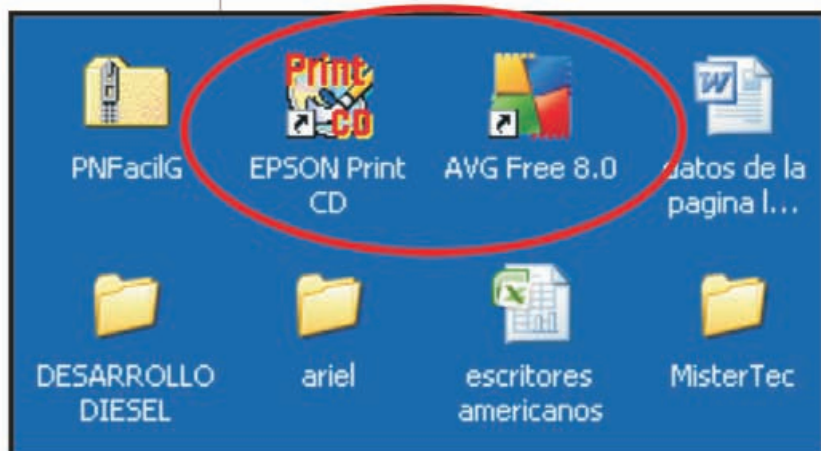 Print
CD
PNFacilG
EPSON Print
CD
AVG Free 8.0
datos de la
pagina l...
W
X
DESARROLLO
DIESEL
ariel
escritores
americanos
MisterTec